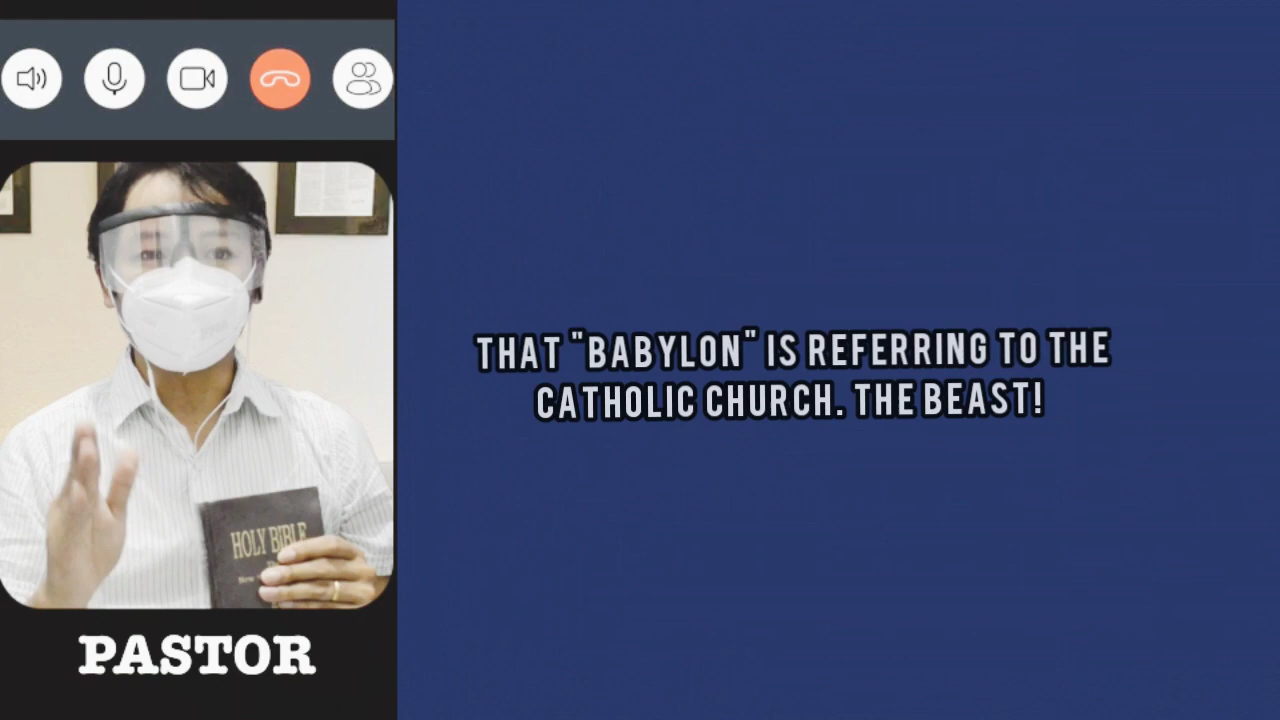 HOLY BIBLE
PASTOR
THAT "BABYLON" IS REFERRING TO THE
CATHOLIC CHURCH. THE BEAST!